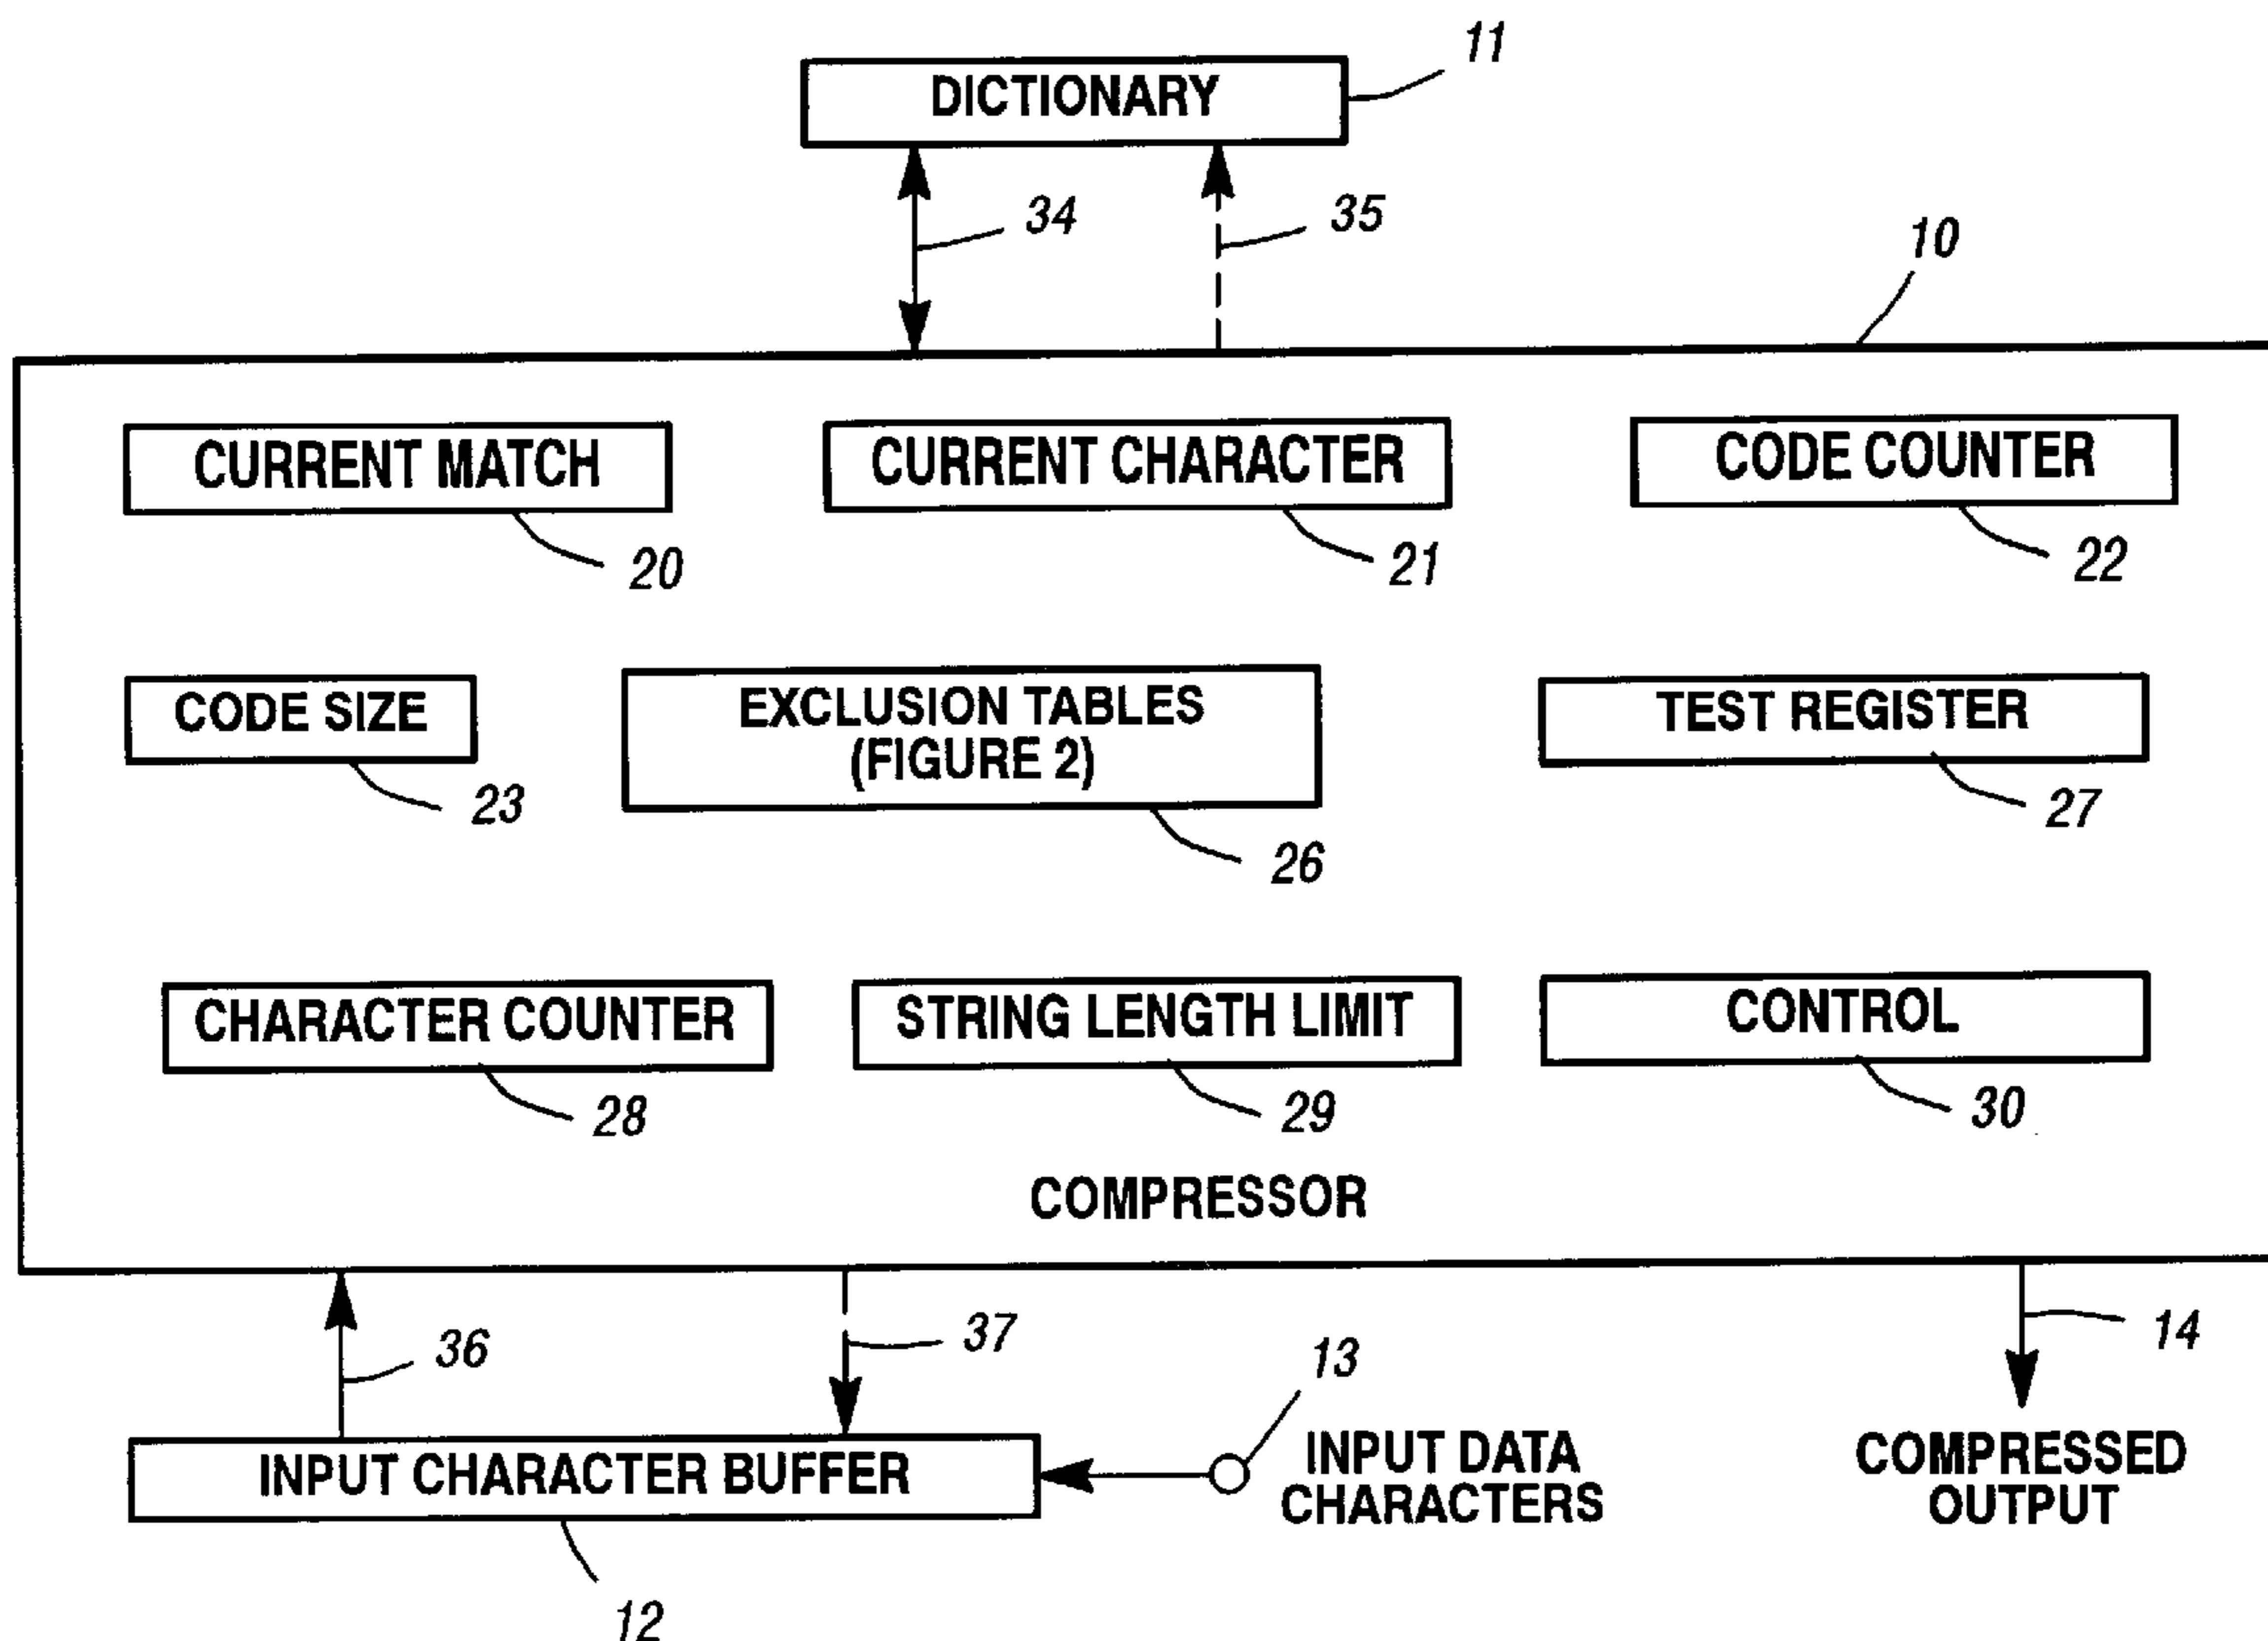 11
DICTIONARY
34
35
10
CURRENT MATCH
CURRENT CHARACTER
CODE COUNTER
20
21
22
CODE SIZE
EXCLUSION TABLES
(FIGURE 2)
TEST REGISTER
23
26
27
CHARACTER COUNTER
STRING LENGTH LIMIT
CONTROL
28
29
30
COMPRESSOR
36
37
13
14
INPUT CHARACTER BUFFER
INPUT DATA
CHARACTERS
COMPRESSED
OUTPUT
12